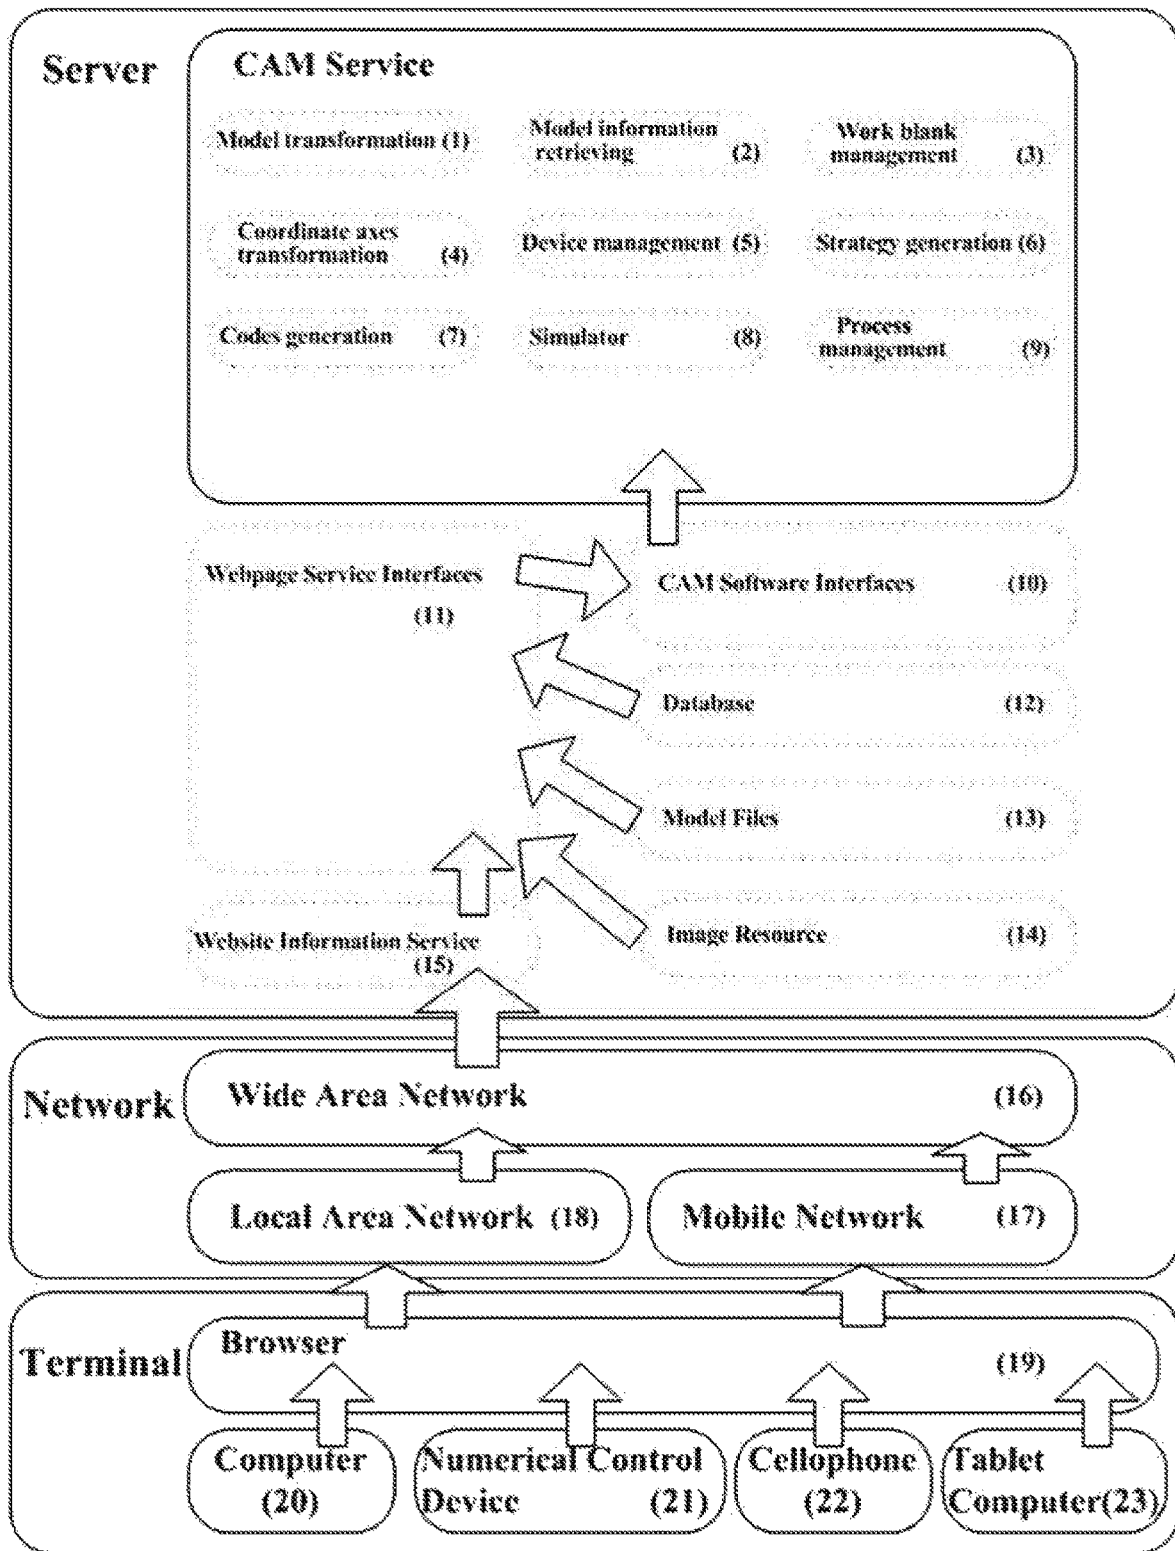 Server
CAM Service
Model transformation (1)
Model information
retrieving (2)
Work blank
management (3)
Coordinate axes
transformation (4)
Device management (5)
Strategy generation (6)
Codes generation (7)
Simulator (8)
Process
management (9)
Webpage Service Interfaces
(11)
CAM Software Interfaces (10)
Database (12)
Model Files (13)
Image Resource (14)
Website Information Service
(15)
Network
Wide Area Network (16)
Local Area Network (18)
Mobile Network (17)
Terminal
Browser
(19)
Computer
(20)
Numerical Control
Device (21)
Cellophone
(22)
Tablet
Computer(23)